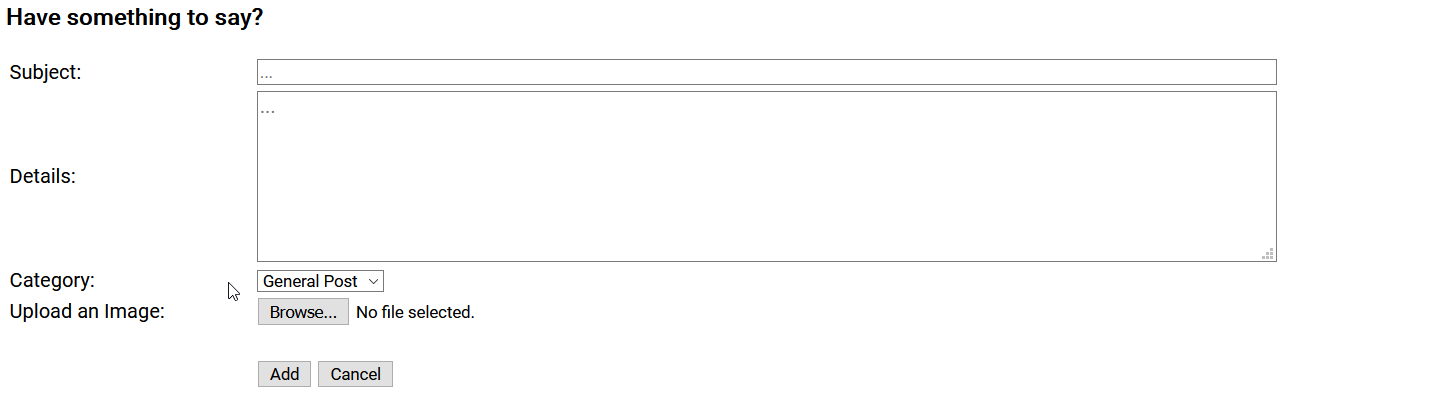 Have something to say?
Subject: ...
...
Details:
Category: General Post
Upload an Image: Browse... No file selected.
Add Cancel